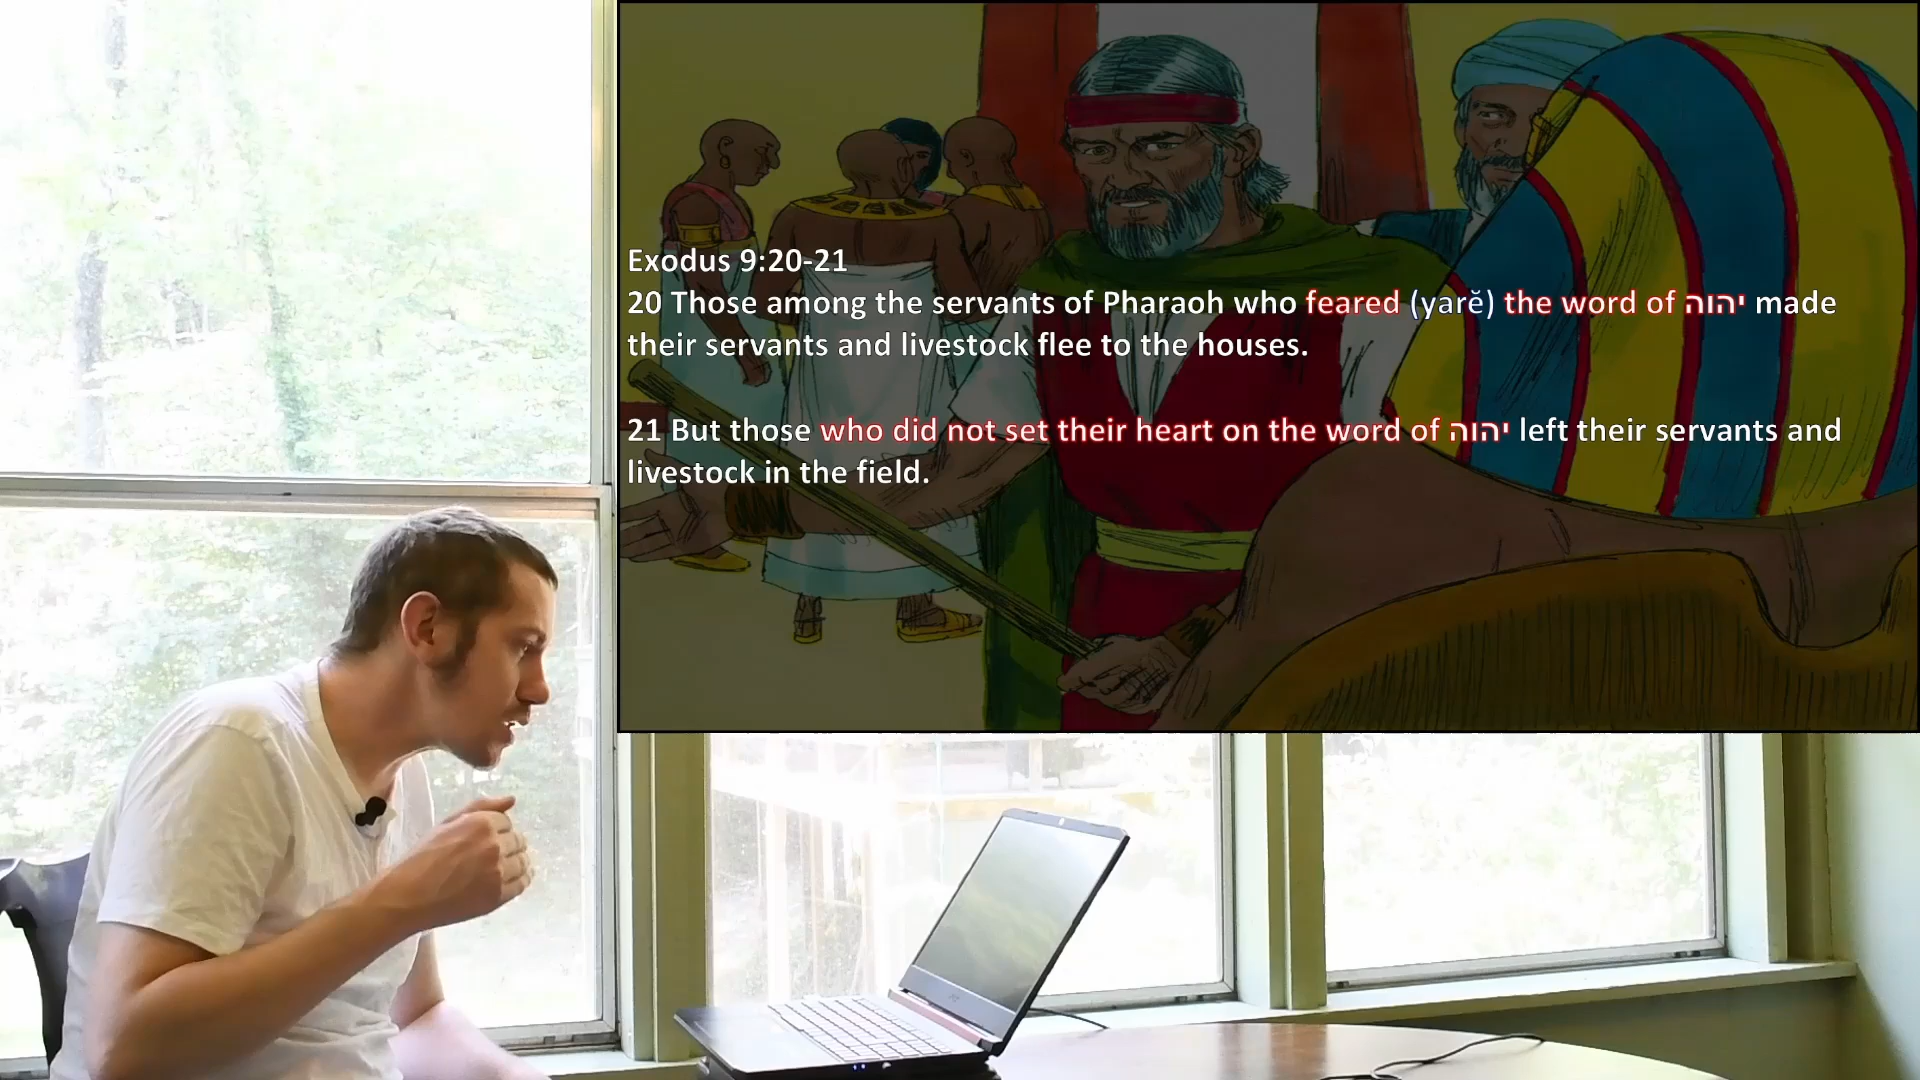 Exodus 9:20-21
20 Those among the servants of Pharaoh who feared (yarĕ) the word of יהוה made
their servants and livestock flee to the houses.
21 But those who did not set their heart on the word of יהוה left their servants and
livestock in the field.